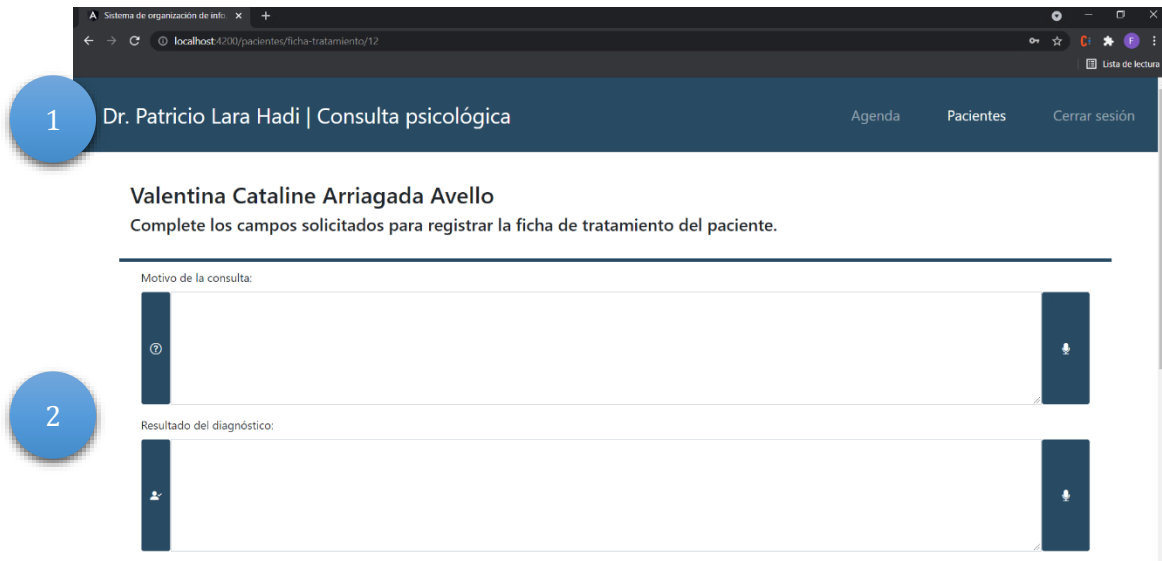 Sistema de organización de info.
localhost:4200/pacientes/ficha-tratamiento/12
Lista de lectura
1
Dr. Patricio Lara Hadi | Consulta psicológica
Agenda
Pacientes
Cerrar sesión
Valentina Cataline Arriagada Avello
Complete los campos solicitados para registrar la ficha de tratamiento del paciente.
Motivo de la consulta:
2
Resultado del diagnóstico: